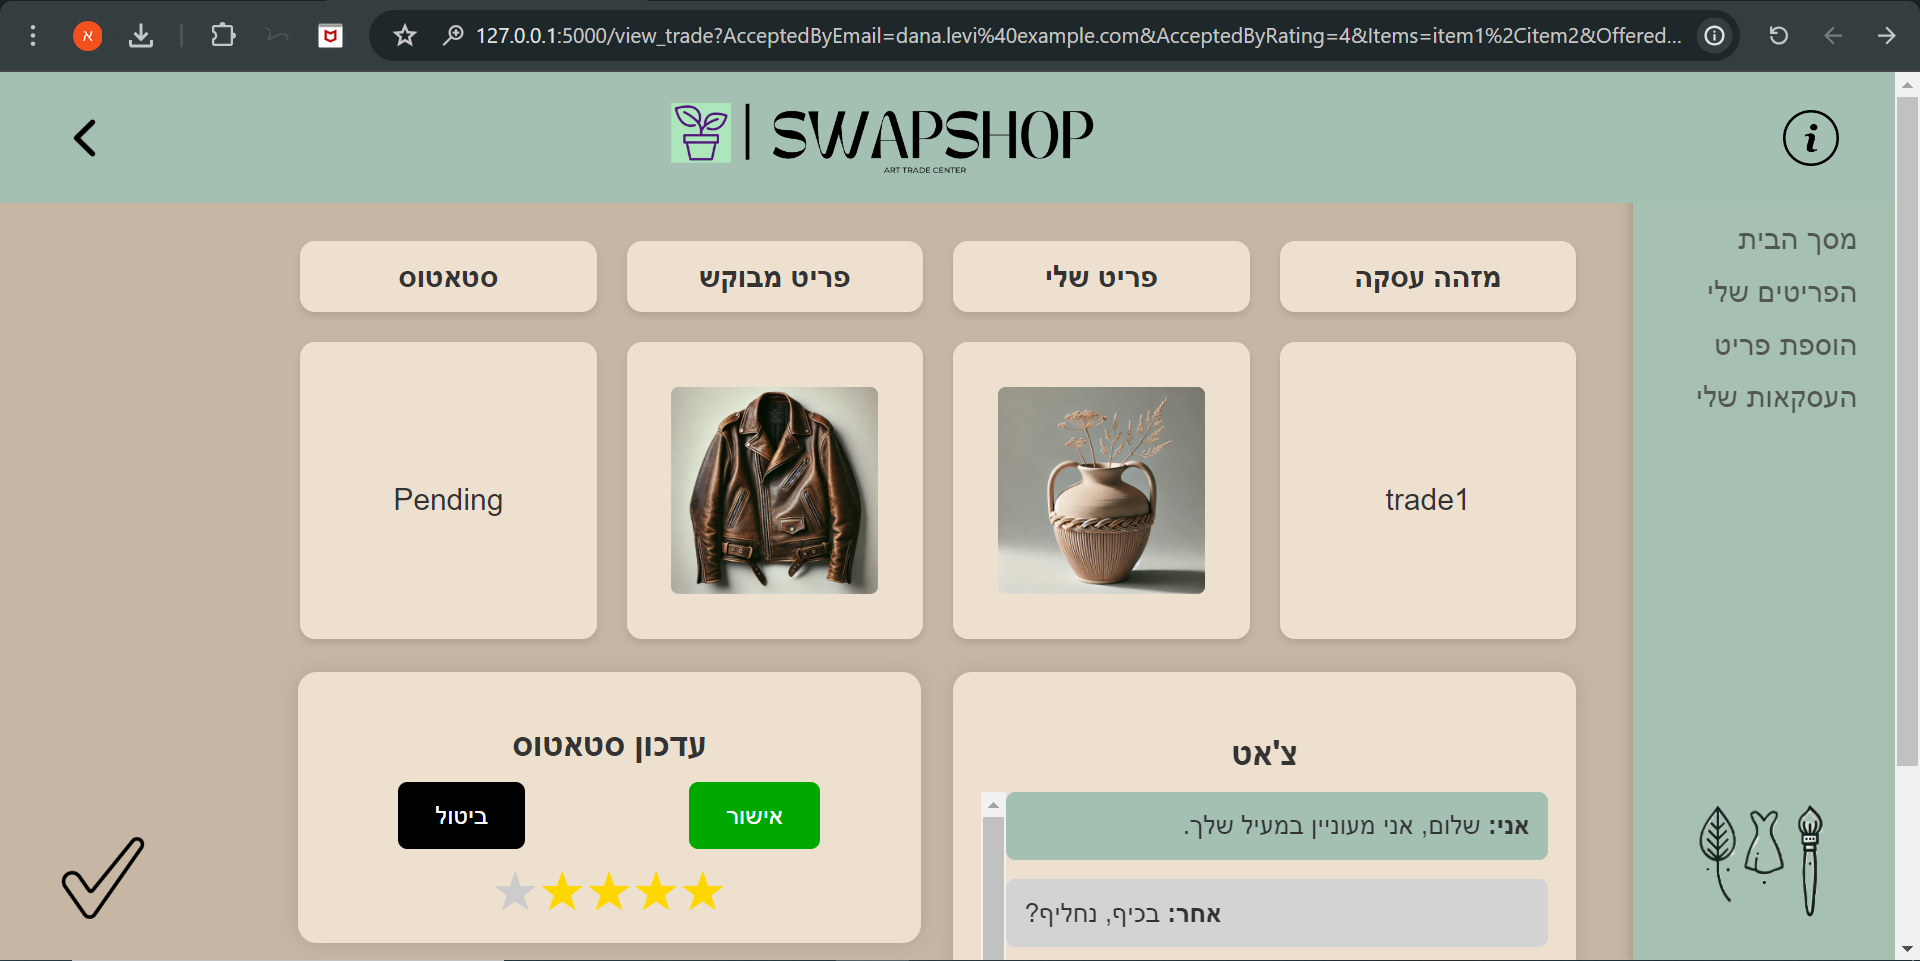 א
127.0.0.1:5000/view_trade?AcceptedByEmail=dana.levi%40example.com&AcceptedByRating=4&Items=item1%2Citem2&Offered...
SWAPSHOP
ART TRADE CENTER
i
מסך הבית
הפריטים שלי
הוספת פריט
העסקאות שלי
מזהה עסקה
פריט שלי
פריט מבוקש
סטאטוס
trade1
Pending
צ'אט
אני: שלום, אני מעוניין במעיל שלך.
אחר: בכיף, נחליף?
עדכון סטאטוס
אישור
ביטול